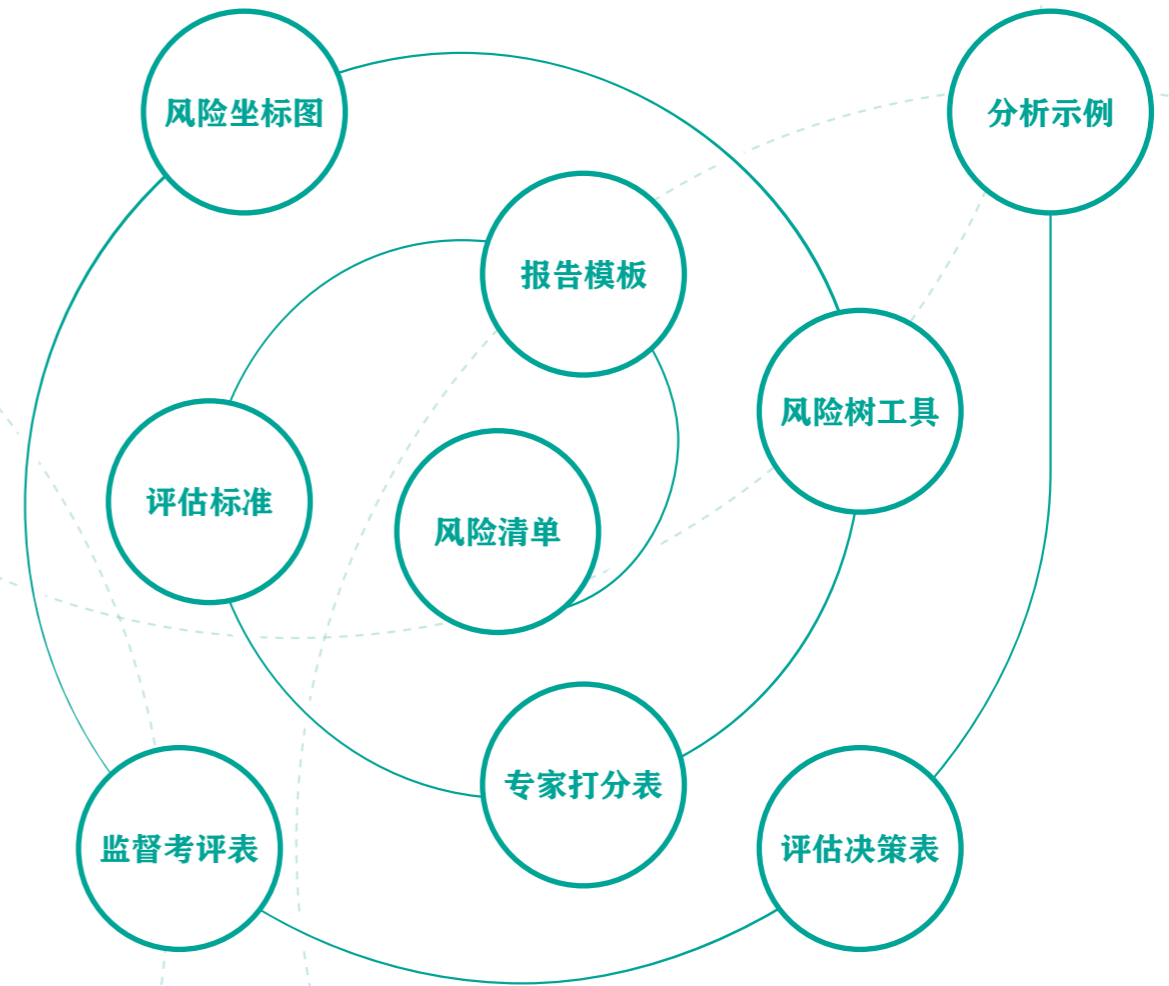 风险坐标图
分析示例
报告模板
风险树工具
评估标准
风险清单
专家打分表
监督考评表
评估决策表